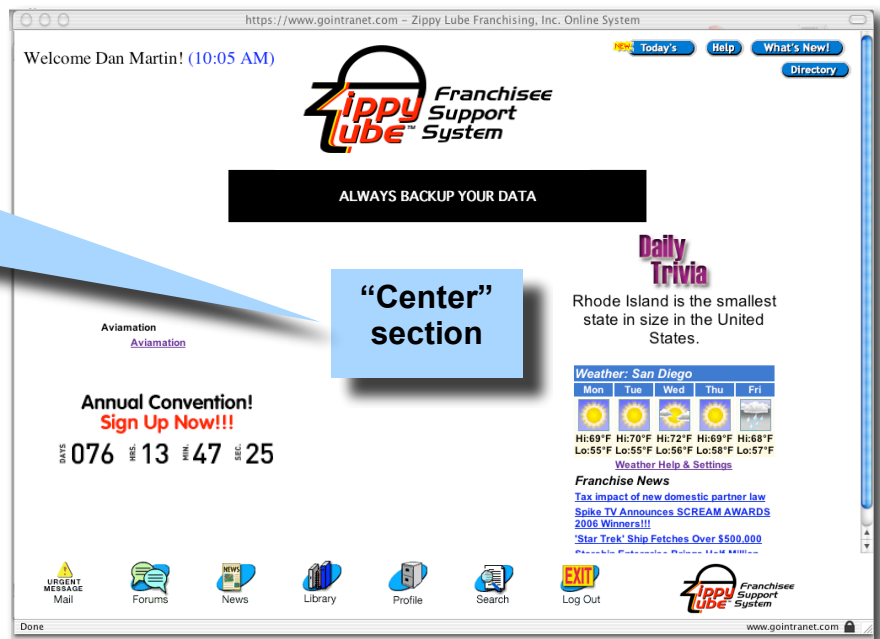 https://www.gointranet.com – Zippy Lube Franchising, Inc. Online System
Welcome Dan Martin! (10:05 AM)
NEW Today's
Help
What's New!
Directory
Zippy Lube™
Franchisee
Support
System
ALWAYS BACKUP YOUR DATA
“Center”
section
Daily
Trivia
Rhode Island is the smallest
state in size in the United
States.
Aviamation
Aviamation
Annual Convention!
Sign Up Now!!!
DAYS 076 HRS. 13 MIN. 47 SEC. 25
Weather: San Diego
Mon Tue Wed Thu Fri
Hi:69°F Hi:70°F Hi:72°F Hi:69°F Hi:68°F
Lo:55°F Lo:55°F Lo:56°F Lo:58°F Lo:57°F
Weather Help & Settings
Franchise News
Tax impact of new domestic partner law
Spike TV Announces SCREAM AWARDS
2006 Winners!!!
'Star Trek' Ship Fetches Over $500,000
Starship Enterprise Brings Half Million
URGENT
MESSAGE
Mail
Forums
NEWS
News
Library
Profile
Search
EXIT
Log Out
Zippy Lube
Franchisee
Support
System
Done
www.gointranet.com